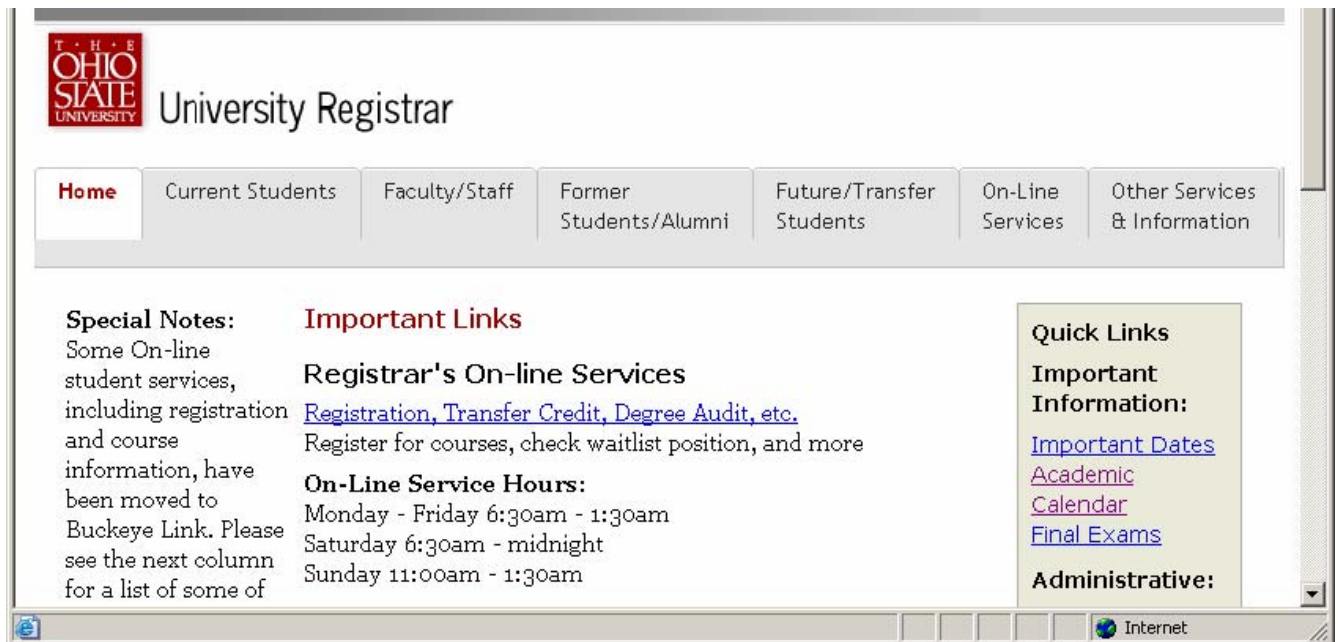 T · H · E
OHIO
STATE
UNIVERSITY
University Registrar
Home
Current Students
Faculty/Staff
Former
Students/Alumni
Future/Transfer
Students
On-Line
Services
Other Services
& Information
Special Notes:
Some On-line
student services,
including registration
and course
information, have
been moved to
Buckeye Link. Please
see the next column
for a list of some of
Important Links
Registrar's On-line Services
Registration, Transfer Credit, Degree Audit, etc.
Register for courses, check waitlist position, and more
On-Line Service Hours:
Monday - Friday 6:30am - 1:30am
Saturday 6:30am - midnight
Sunday 11:00am - 1:30am
Quick Links
Important
Information:
Important Dates
Academic
Calendar
Final Exams
Administrative:
Internet